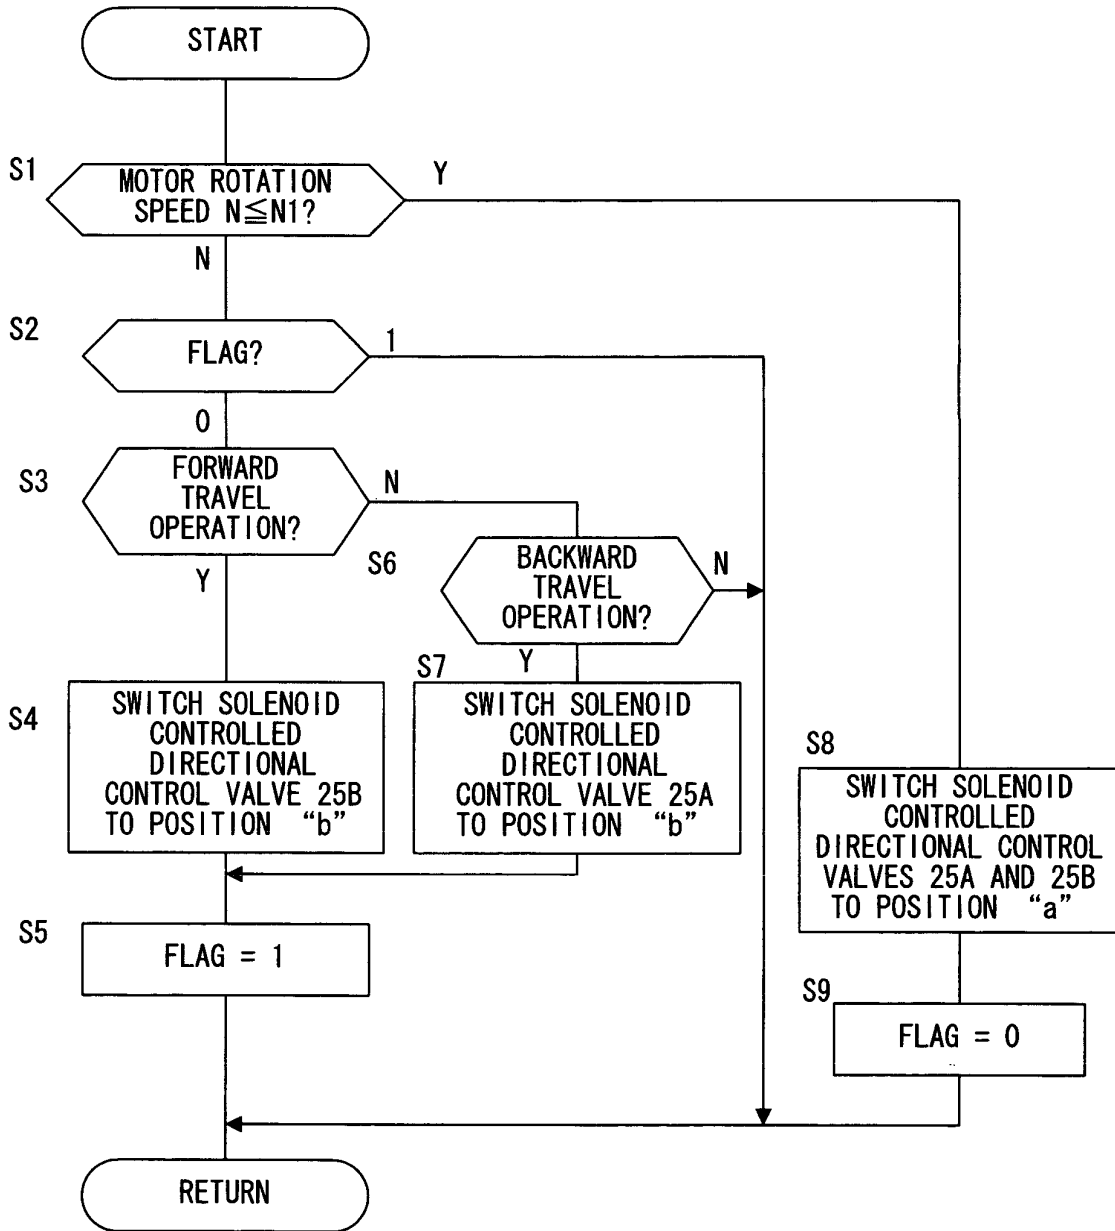 START
S1
MOTOR ROTATION
SPEED N≦N1?
Y
N
S2
FLAG?
1
0
S3
FORWARD
TRAVEL
OPERATION?
N
Y
S6
BACKWARD
TRAVEL
OPERATION?
N
Y
S4
SWITCH SOLENOID
CONTROLLED
DIRECTIONAL
CONTROL VALVE 25B
TO POSITION “b”
S7
SWITCH SOLENOID
CONTROLLED
DIRECTIONAL
CONTROL VALVE 25A
TO POSITION “b”
S8
SWITCH SOLENOID
CONTROLLED
DIRECTIONAL CONTROL
VALVES 25A AND 25B
TO POSITION “a”
S5
FLAG = 1
S9
FLAG = 0
RETURN